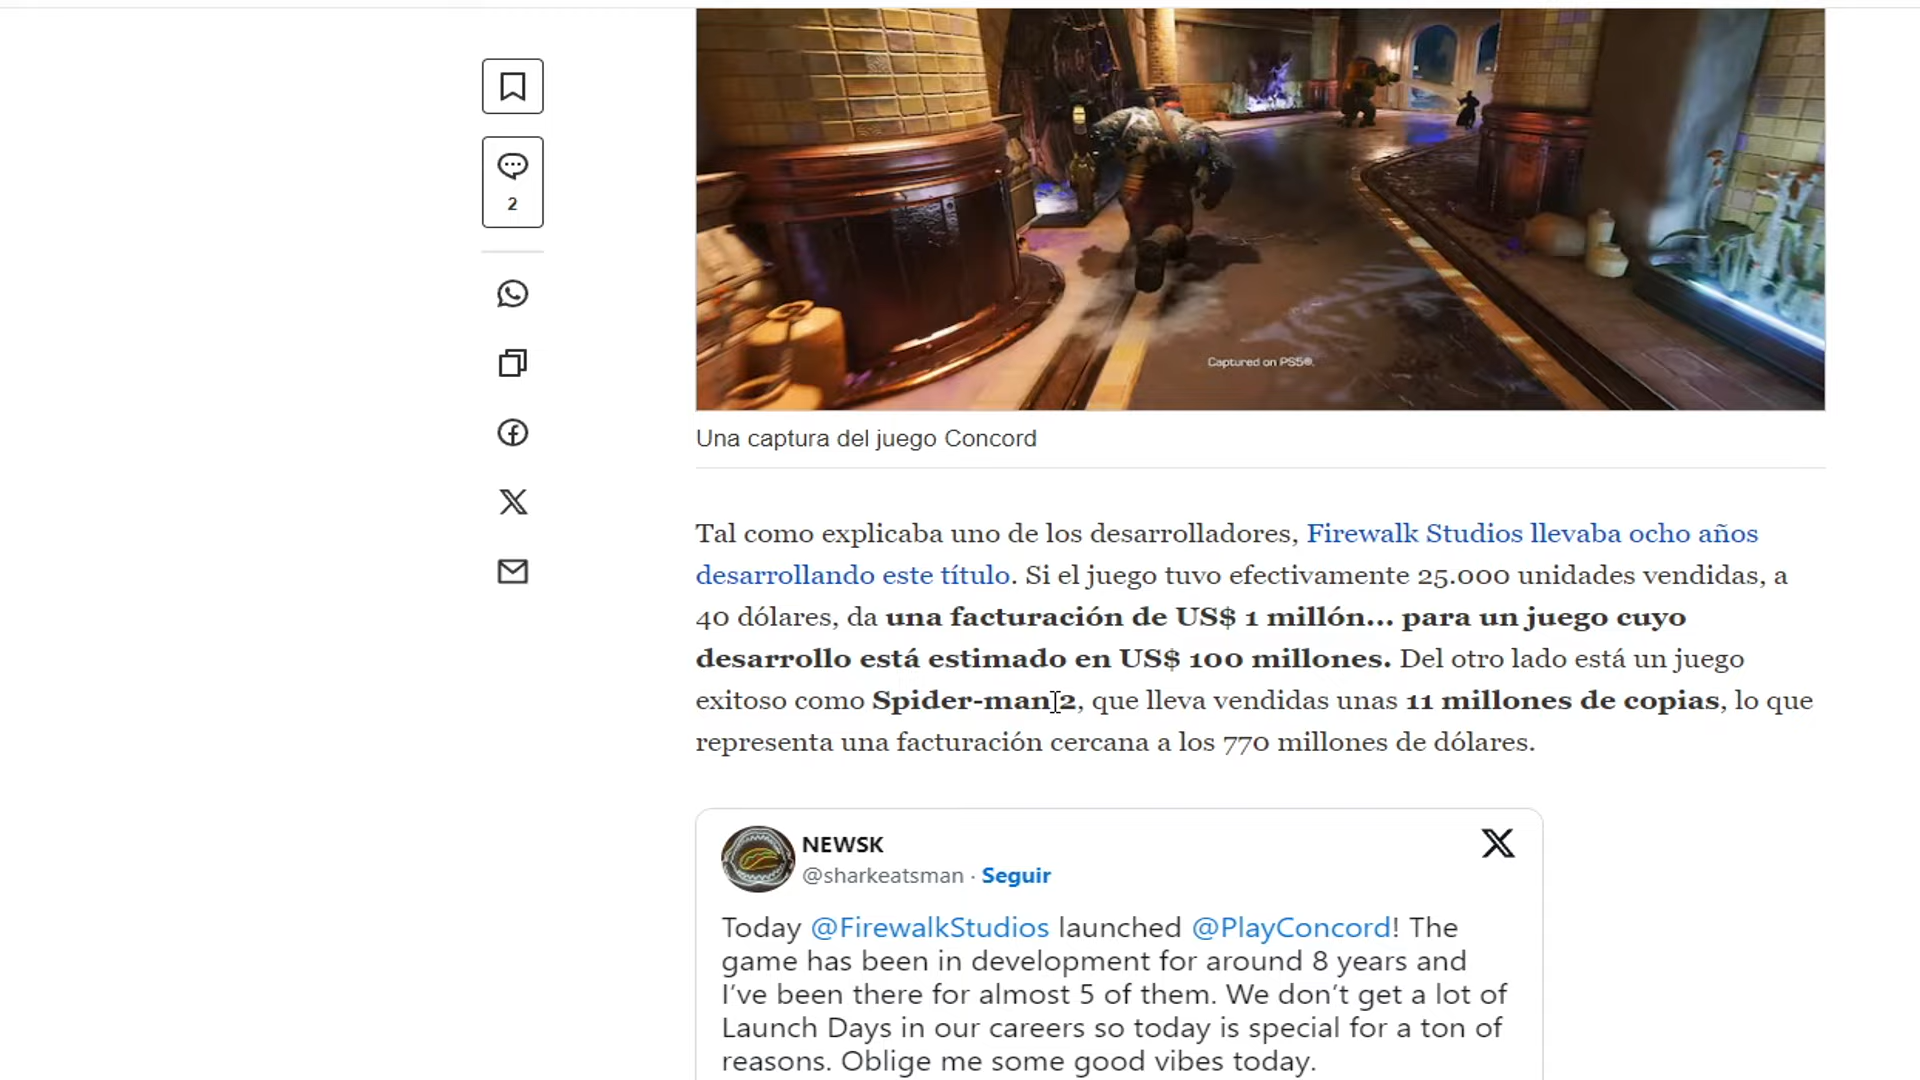 Captured on PS5®.
2
Una captura del juego Concord
Tal como explicaba uno de los desarrolladores, Firewalk Studios llevaba ocho años
desarrollando este título. Si el juego tuvo efectivamente 25.000 unidades vendidas, a
40 dólares, da una facturación de US$ 1 millón... para un juego cuyo
desarrollo está estimado en US$ 100 millones. Del otro lado está un juego
exitoso como Spider-man 2, que lleva vendidas unas 11 millones de copias, lo que
representa una facturación cercana a los 770 millones de dólares.
NEWSK
@sharkeatsman · Seguir
Today @FirewalkStudios launched @PlayConcord! The
game has been in development for around 8 years and
I've been there for almost 5 of them. We don't get a lot of
Launch Days in our careers so today is special for a ton of
reasons. Oblige me some good vibes today.